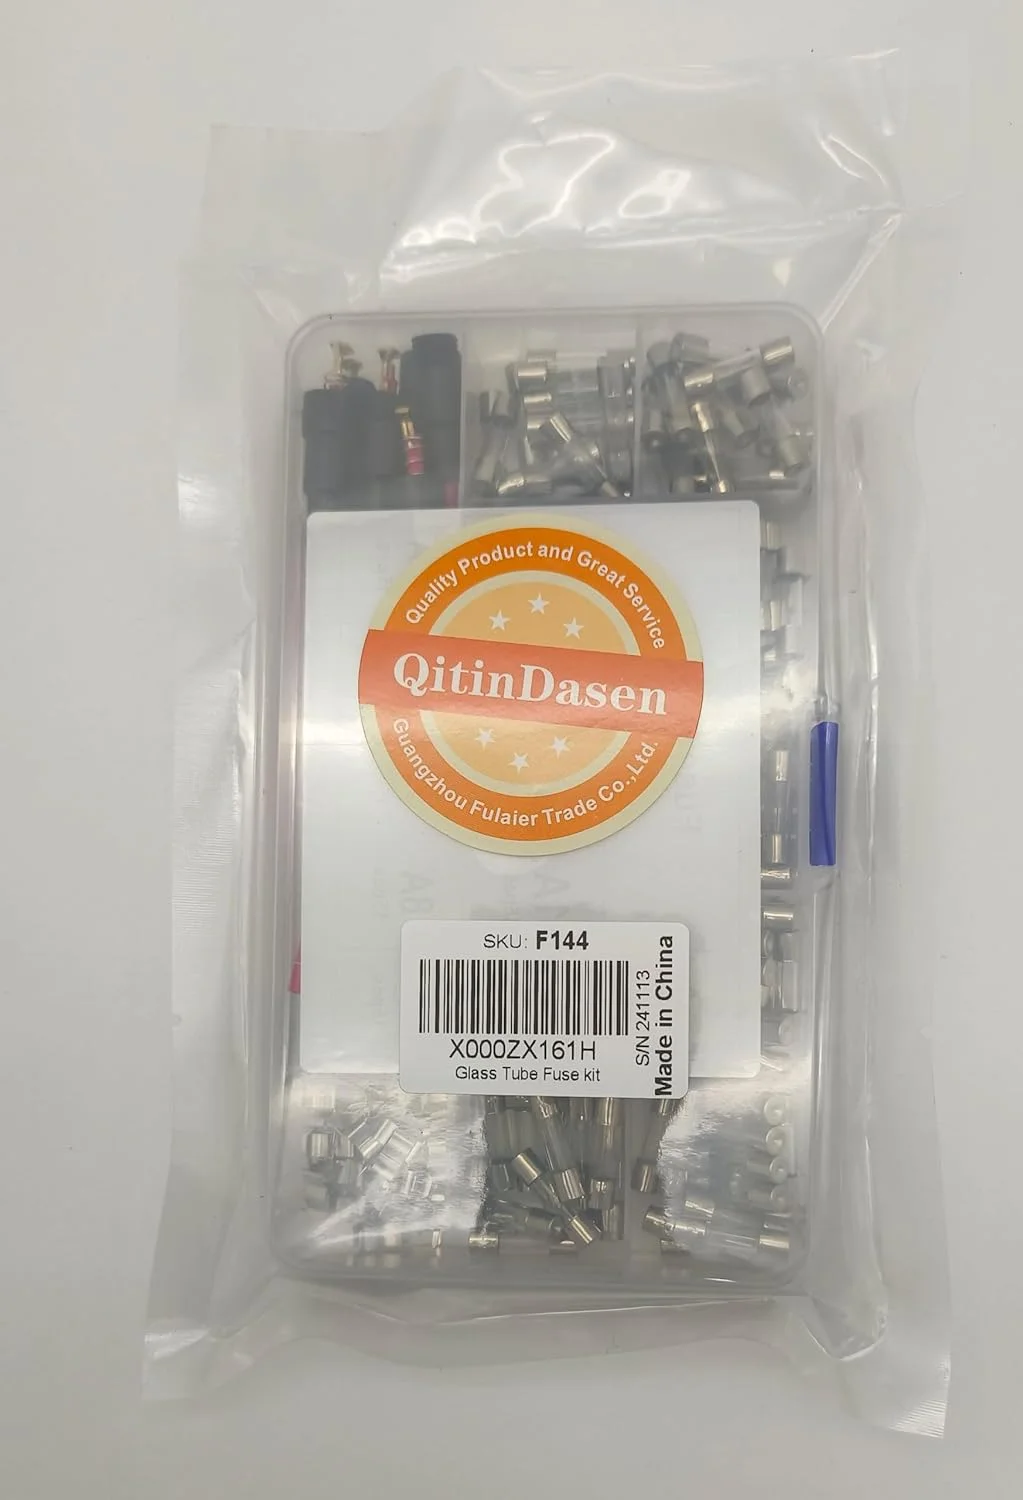 Quality Product and Great Service
QitinDasen
Guangzhou Fulaier Trade Co.,Ltd.
SKU: F144
X000ZX161H
Glass Tube Fuse kit
S/N 241113
Made in China